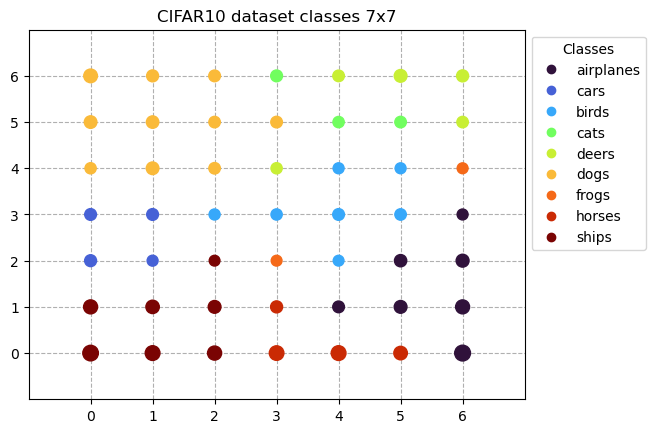 CIFAR10 dataset classes 7x7
6
5
4
3
2
1
0
0 1 2 3 4 5 6
Classes
airplanes
cars
birds
cats
deers
dogs
frogs
horses
ships